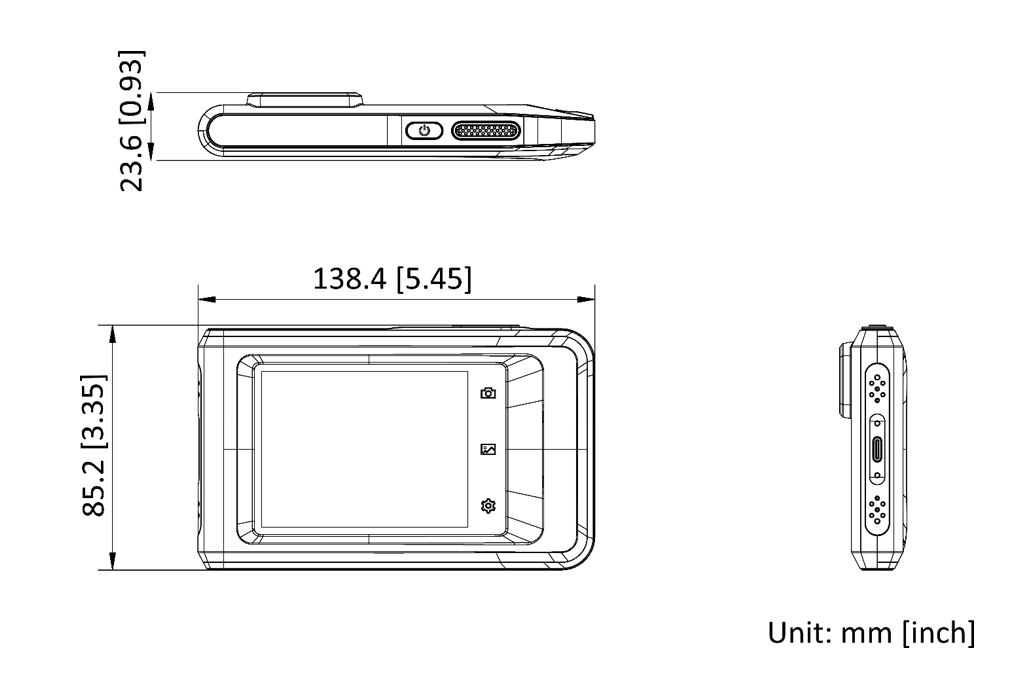 23.6 [0.93]
138.4 [5.45]
85.2 [3.35]
Unit: mm [inch]